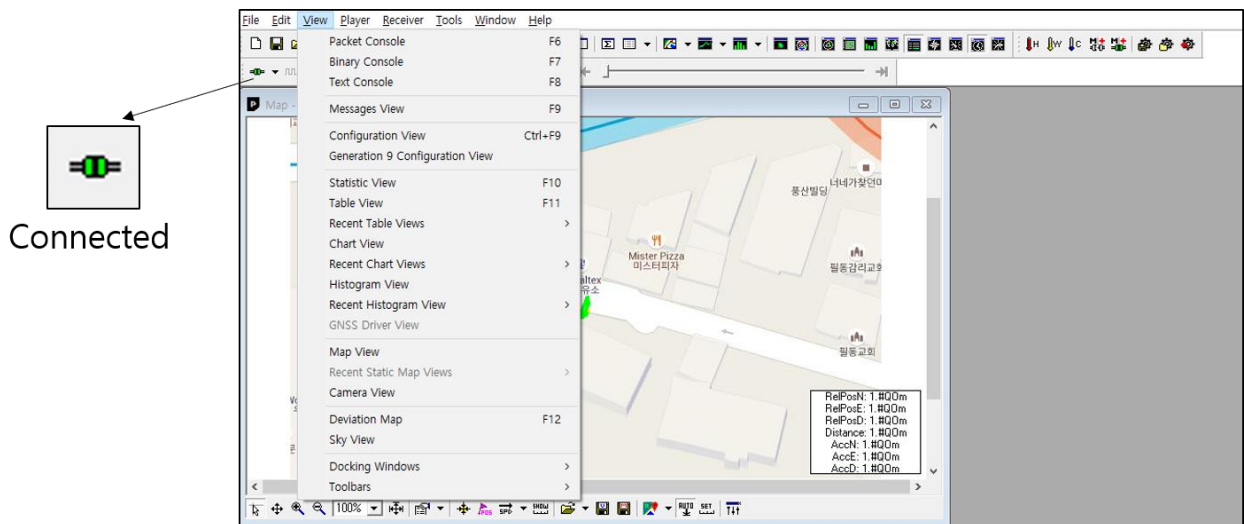 File Edit View Player Receiver Tools Window Help
Packet Console F6
Binary Console F7
Text Console F8
Messages View F9
Configuration View Ctrl+F9
Generation 9 Configuration View
Statistic View F10
Table View F11
Recent Table Views
Chart View
Recent Chart Views
Histogram View
Recent Histogram View
GNSS Driver View
Map View
Recent Static Map Views
Camera View
Deviation Map F12
Sky View
Docking Windows
Toolbars
Connected
Map -
풍산빌딩
너네가찾던
Mister Pizza
미스터피자
필동감리교회
altex
유소
필동교회
RelPosN: 1.#QOm
RelPosE: 1.#QOm
RelPosD: 1.#QOm
Distance: 1.#QOm
AccN: 1.#QOm
AccE: 1.#QOm
AccD: 1.#QOm
100%